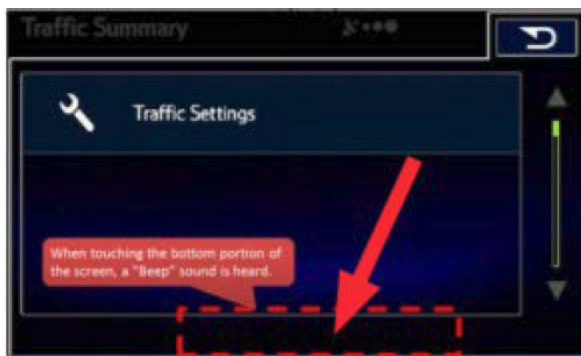 Traffic Summary
Traffic Settings
When touching the bottom portion of
the screen, a "Beep" sound is heard.